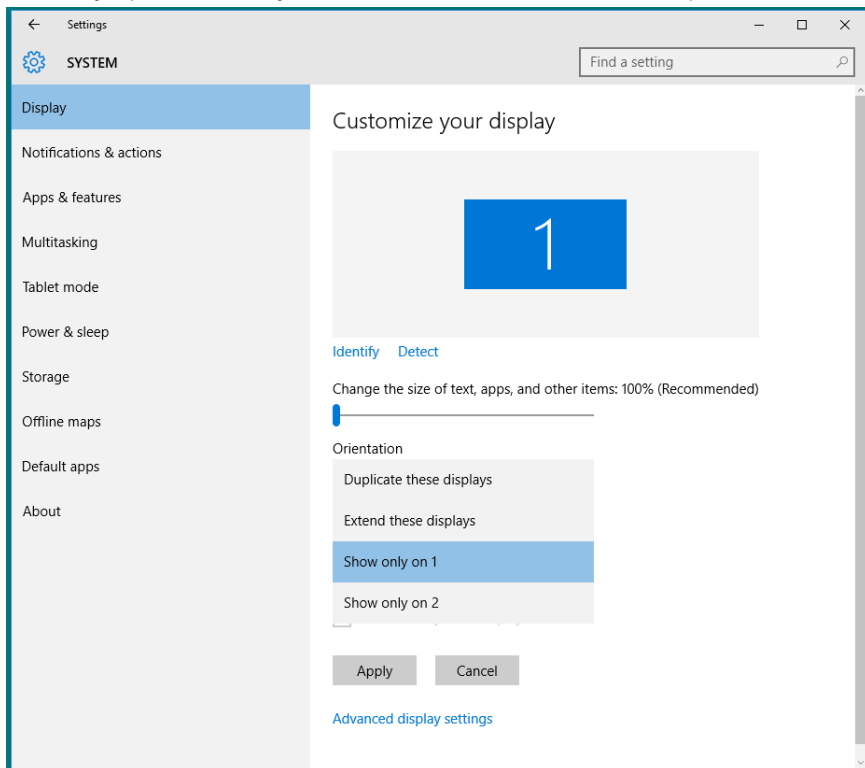 Settings
SYSTEM
Find a setting
Display
Notifications & actions
Apps & features
Multitasking
Tablet mode
Power & sleep
Storage
Offline maps
Default apps
About
Customize your display
1
Identify Detect
Change the size of text, apps, and other items: 100% (Recommended)
Orientation
Duplicate these displays
Extend these displays
Show only on 1
Show only on 2
Apply Cancel
Advanced display settings